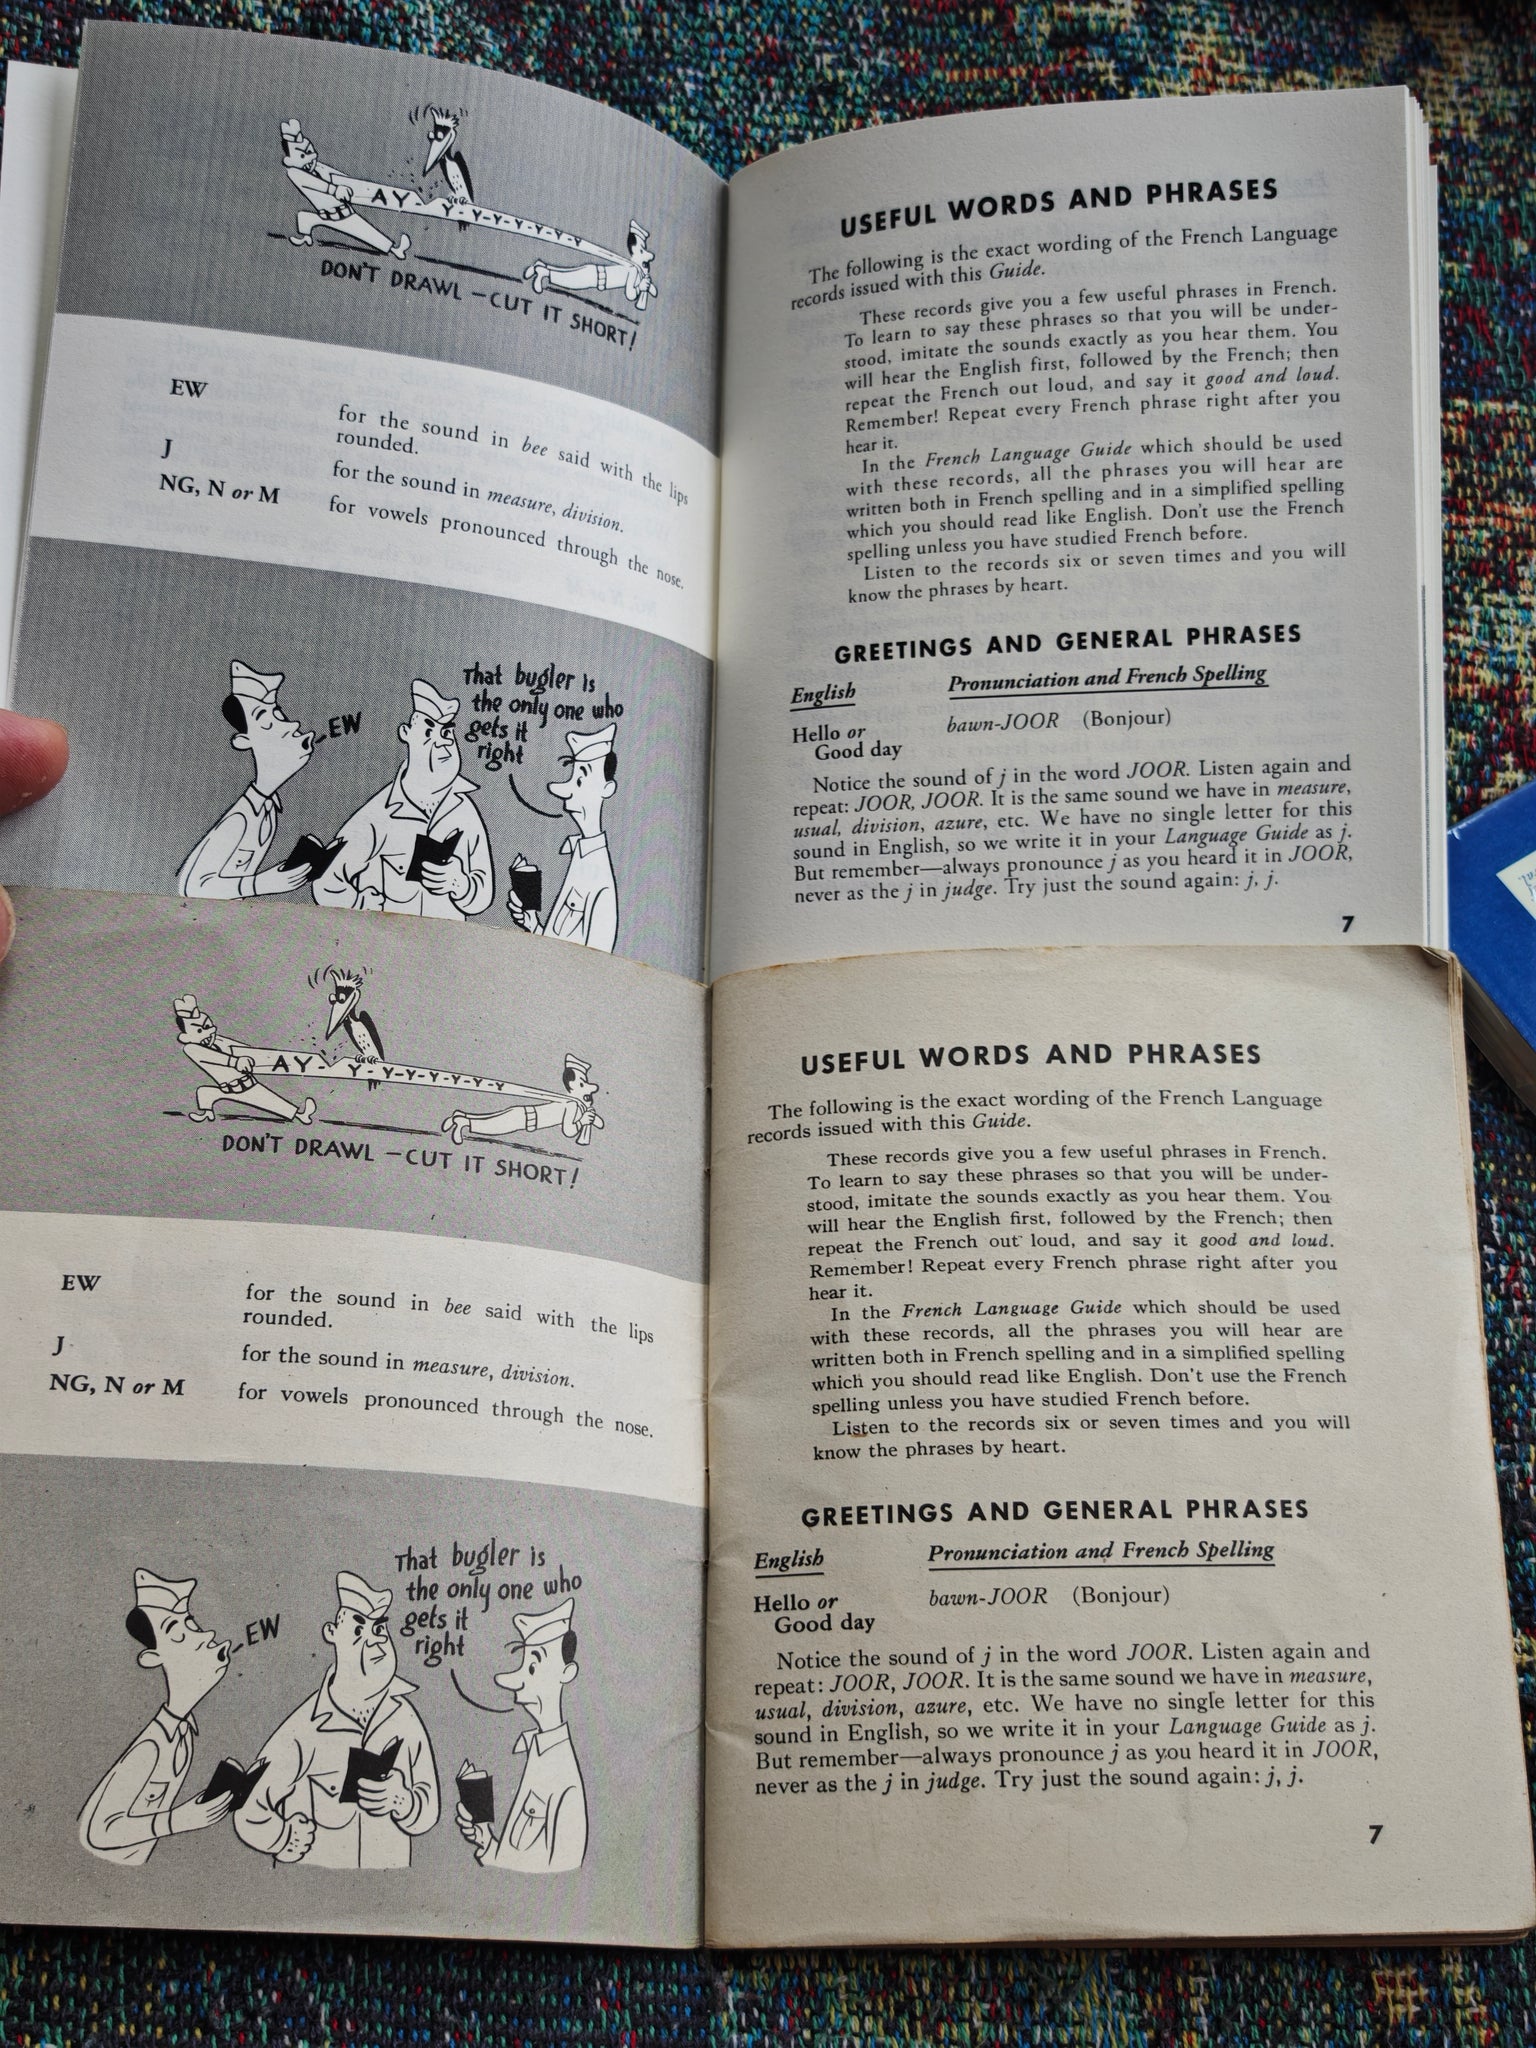 AY-Y-Y-Y-Y-Y-Y
DON'T DRAWL –CUT IT SHORT!
EW for the sound in bee said with the lips
rounded.
J for the sound in measure, division.
NG, N or M for vowels pronounced through the nose.
EW
That bugler is
the only one who
gets it
right
USEFUL WORDS AND PHRASES
The following is the exact wording of the French Language
records issued with this Guide.
These records give you a few useful phrases in French.
To learn to say these phrases so that you will be under-
stood, imitate the sounds exactly as you hear them. You
will hear the English first, followed by the French; then
repeat the French out loud, and say it good and loud.
Remember! Repeat every French phrase right after you
hear it.
In the French Language Guide which should be used
with these records, all the phrases you will hear are
written both in French spelling and in a simplified spelling
which you should read like English. Don't use the French
spelling unless you have studied French before.
Listen to the records six or seven times and you will
know the phrases by heart.
GREETINGS AND GENERAL PHRASES
English Pronunciation and French Spelling
Hello or bawn-JOOR (Bonjour)
Good day
Notice the sound of j in the word JOOR. Listen again and
repeat: JOOR, JOOR. It is the same sound we have in measure,
usual, division, azure, etc. We have no single letter for this
sound in English, so we write it in your Language Guide as j.
But remember—always pronounce j as you heard it in JOOR,
never as the j in judge. Try just the sound again: j, j.
7
AY-Y-Y-Y-Y-Y-Y
DON'T DRAWL –CUT IT SHORT!
EW for the sound in bee said with the lips
rounded.
J for the sound in measure, division.
NG, N or M for vowels pronounced through the nose.
EW
That bugler is
the only one who
gets it
right
USEFUL WORDS AND PHRASES
The following is the exact wording of the French Language
records issued with this Guide.
These records give you a few useful phrases in French.
To learn to say these phrases so that you will be under-
stood, imitate the sounds exactly as you hear them. You
will hear the English first, followed by the French; then
repeat the French out loud, and say it good and loud.
Remember! Repeat every French phrase right after you
hear it.
In the French Language Guide which should be used
with these records, all the phrases you will hear are
written both in French spelling and in a simplified spelling
which you should read like English. Don't use the French
spelling unless you have studied French before.
Listen to the records six or seven times and you will
know the phrases by heart.
GREETINGS AND GENERAL PHRASES
English Pronunciation and French Spelling
Hello or bawn-JOOR (Bonjour)
Good day
Notice the sound of j in the word JOOR. Listen again and
repeat: JOOR, JOOR. It is the same sound we have in measure,
usual, division, azure, etc. We have no single letter for this
sound in English, so we write it in your Language Guide as j.
But remember—always pronounce j as you heard it in JOOR,
never as the j in judge. Try just the sound again: j, j.
7